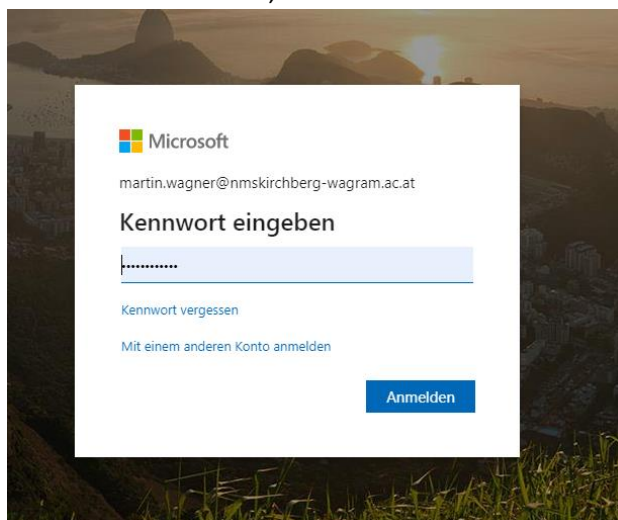 Microsoft
martin.wagner@nmskirchberg-wagram.ac.at
Kennwort eingeben
••••••••••••
Kennwort vergessen
Mit einem anderen Konto anmelden
Anmelden